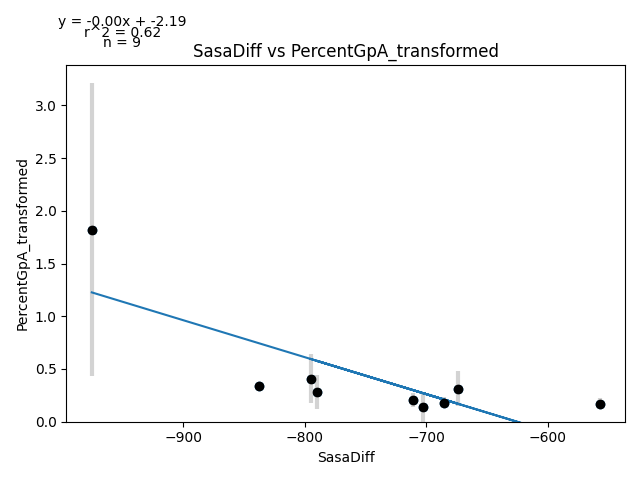 y = -0.00x + -2.19
r^2 = 0.62
n = 9
SasaDiff vs PercentGpA_transformed
PercentGpA_transformed
3.0
2.5
2.0
1.5
1.0
0.5
0.0
−900
−800
−700
−600
SasaDiff